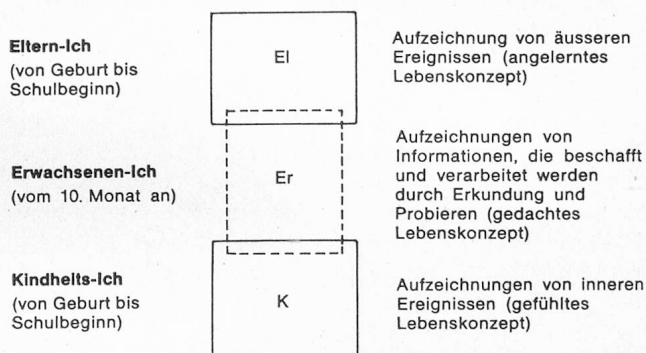 Eltern-Ich
(von Geburt bis
Schulbeginn)
El
Aufzeichnung von äusseren
Ereignissen (angelerntes
Lebenskonzept)
Erwachsenen-Ich
(vom 10. Monat an)
Er
Aufzeichnungen von
Informationen, die beschafft
und verarbeitet werden
durch Erkundung und
Probieren (gedachtes
Lebenskonzept)
Kindheits-Ich
(von Geburt bis
Schulbeginn)
K
Aufzeichnungen von inneren
Ereignissen (gefühltes
Lebenskonzept)